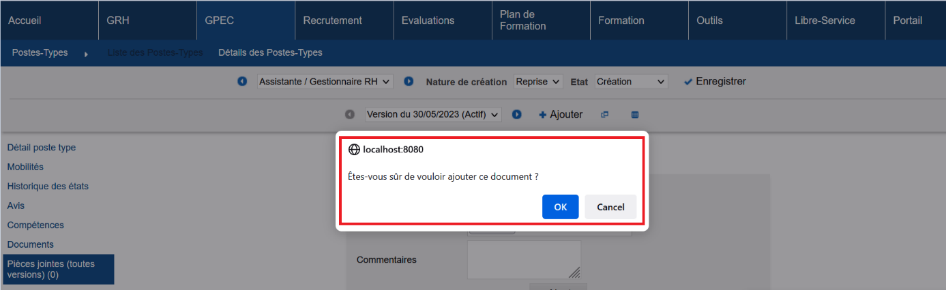 Accueil
GRH
GPEC
Recrutement
Evaluations
Plan de
Formation
Formation
Outils
Libre-Service
Portail
Postes-Types
Liste des Postes-Types
Détails des Postes-Types
Assistante / Gestionnaire RH
Nature de création
Reprise
Etat
Création
Enregistrer
Version du 30/05/2023 (Actif)
Ajouter
localhost:8080
Êtes-vous sûr de vouloir ajouter ce document ?
OK
Cancel
Détail poste type
Mobilités
Historique des états
Avis
Compétences
Documents
Pièces jointes (toutes
versions) (0)
Commentaires